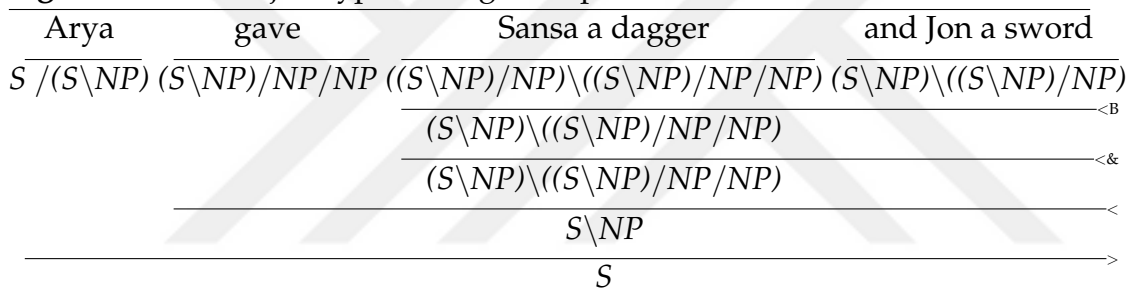 Arya gave Sansa a dagger and Jon a sword
S /(S\NP) (S\NP)/NP/NP ((S\NP)/NP)\((S\NP)/NP/NP) (S\NP)\((S\NP)/NP)
<B
(S\NP)\((S\NP)/NP/NP)
<&
(S\NP)\((S\NP)/NP/NP)
<
S\NP
>
S